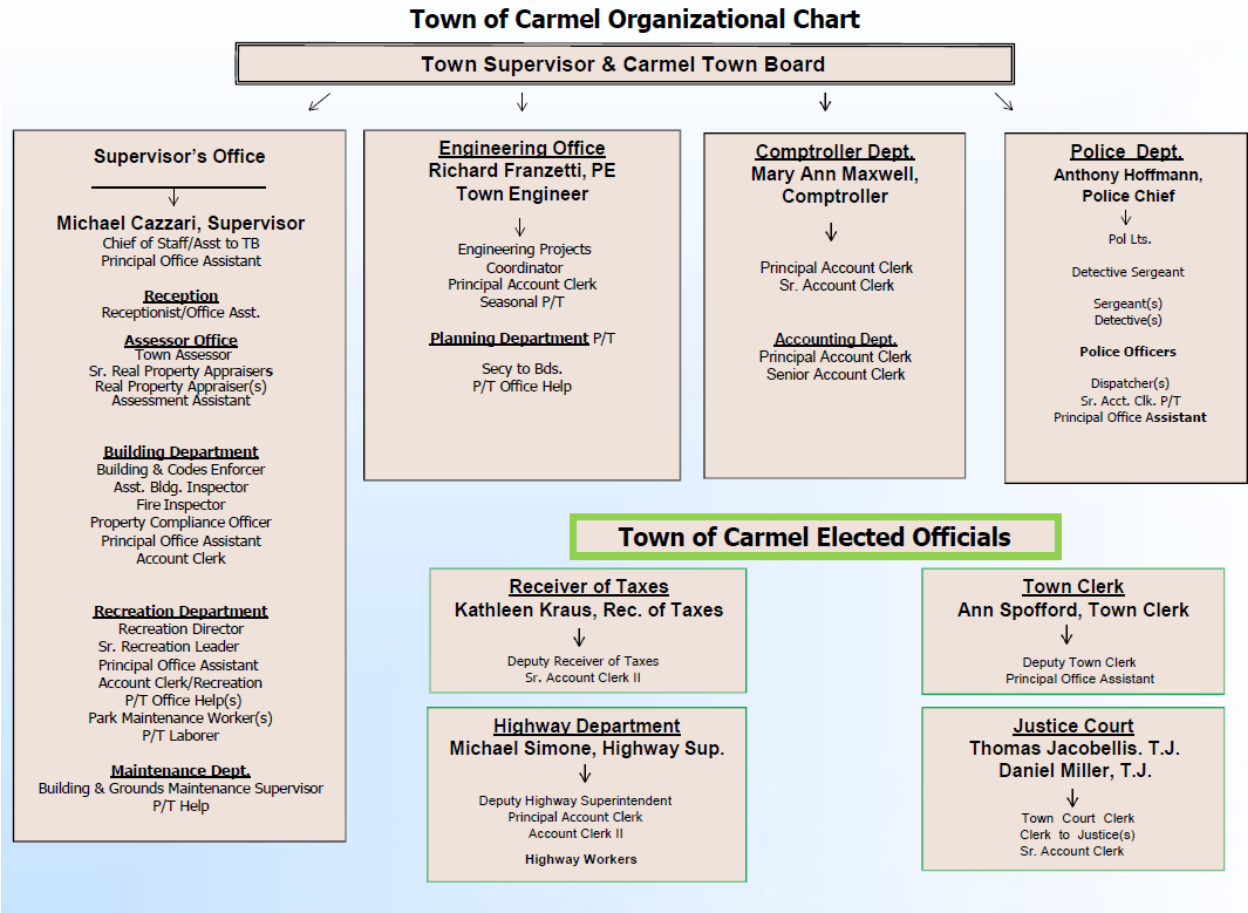 Town of Carmel Organizational Chart
Town Supervisor & Carmel Town Board
Supervisor's Office
Michael Cazzari, Supervisor
Chief of Staff/Asst to TB
Principal Office Assistant
Reception
Receptionist/Office Asst.
Assessor Office
Town Assessor
Sr. Real Property Appraisers
Real Property Appraiser(s)
Assessment Assistant
Building Department
Building & Codes Enforcer
Asst. Bldg. Inspector
Fire Inspector
Property Compliance Officer
Principal Office Assistant
Account Clerk
Recreation Department
Recreation Director
Sr. Recreation Leader
Principal Office Assistant
Account Clerk/Recreation
P/T Office Help(s)
Park Maintenance Worker(s)
P/T Laborer
Maintenance Dept.
Building & Grounds Maintenance Supervisor
P/T Help
Engineering Office
Richard Franzetti, PE
Town Engineer
Engineering Projects
Coordinator
Principal Account Clerk
Seasonal P/T
Planning Department P/T
Secy to Bds.
P/T Office Help
Comptroller Dept.
Mary Ann Maxwell,
Comptroller
Principal Account Clerk
Sr. Account Clerk
Accounting Dept.
Principal Account Clerk
Senior Account Clerk
Police Dept.
Anthony Hoffmann,
Police Chief
Pol Lts.
Detective Sergeant
Sergeant(s)
Detective(s)
Police Officers
Dispatcher(s)
Sr. Acct. Clk. P/T
Principal Office Assistant
Town of Carmel Elected Officials
Receiver of Taxes
Kathleen Kraus, Rec. of Taxes
Deputy Receiver of Taxes
Sr. Account Clerk II
Town Clerk
Ann Spofford, Town Clerk
Deputy Town Clerk
Principal Office Assistant
Highway Department
Michael Simone, Highway Sup.
Deputy Highway Superintendent
Principal Account Clerk
Account Clerk II
Highway Workers
Justice Court
Thomas Jacobellis. T.J.
Daniel Miller, T.J.
Town Court Clerk
Clerk to Justice(s)
Sr. Account Clerk